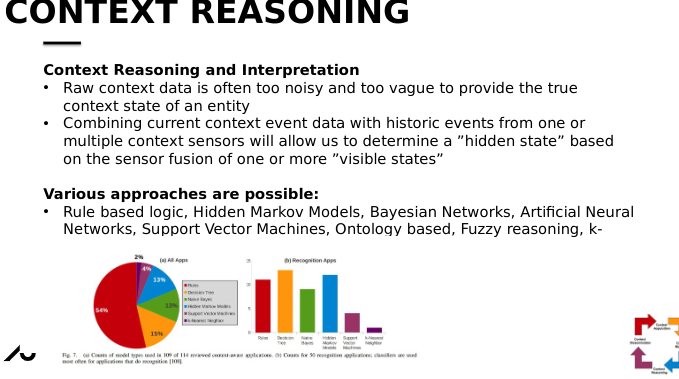 CONTEXT REASONING
Context Reasoning and Interpretation
• Raw context data is often too noisy and too vague to provide the true
context state of an entity
• Combining current context event data with historic events from one or
multiple context sensors will allow us to determine a ”hidden state” based
on the sensor fusion of one or more ”visible states”
Various approaches are possible:
• Rule based logic, Hidden Markov Models, Bayesian Networks, Artificial Neural
Networks, Support Vector Machines, Ontology based, Fuzzy reasoning, k-
(a) All Apps
2%
4%
13%
15%
54%
Rules
Decision Tree
Naive Bayes
Hidden Markov Models
Support Vector Machines
k-Nearest Neighbor
(b) Recognition Apps
15
10
5
0
Rules
Decision Tree
Naive Bayes
Hidden Markov Models
Support Vector Machines
k-Nearest Neighbor
Fig. 7. (a) Counts of model types used in 109 of 114 reviewed context-aware applications. (b) Counts for 50 recognition applications, classifiers are used
most often for applications that do recognition [108].
Context Acquisition
Context Reasoning